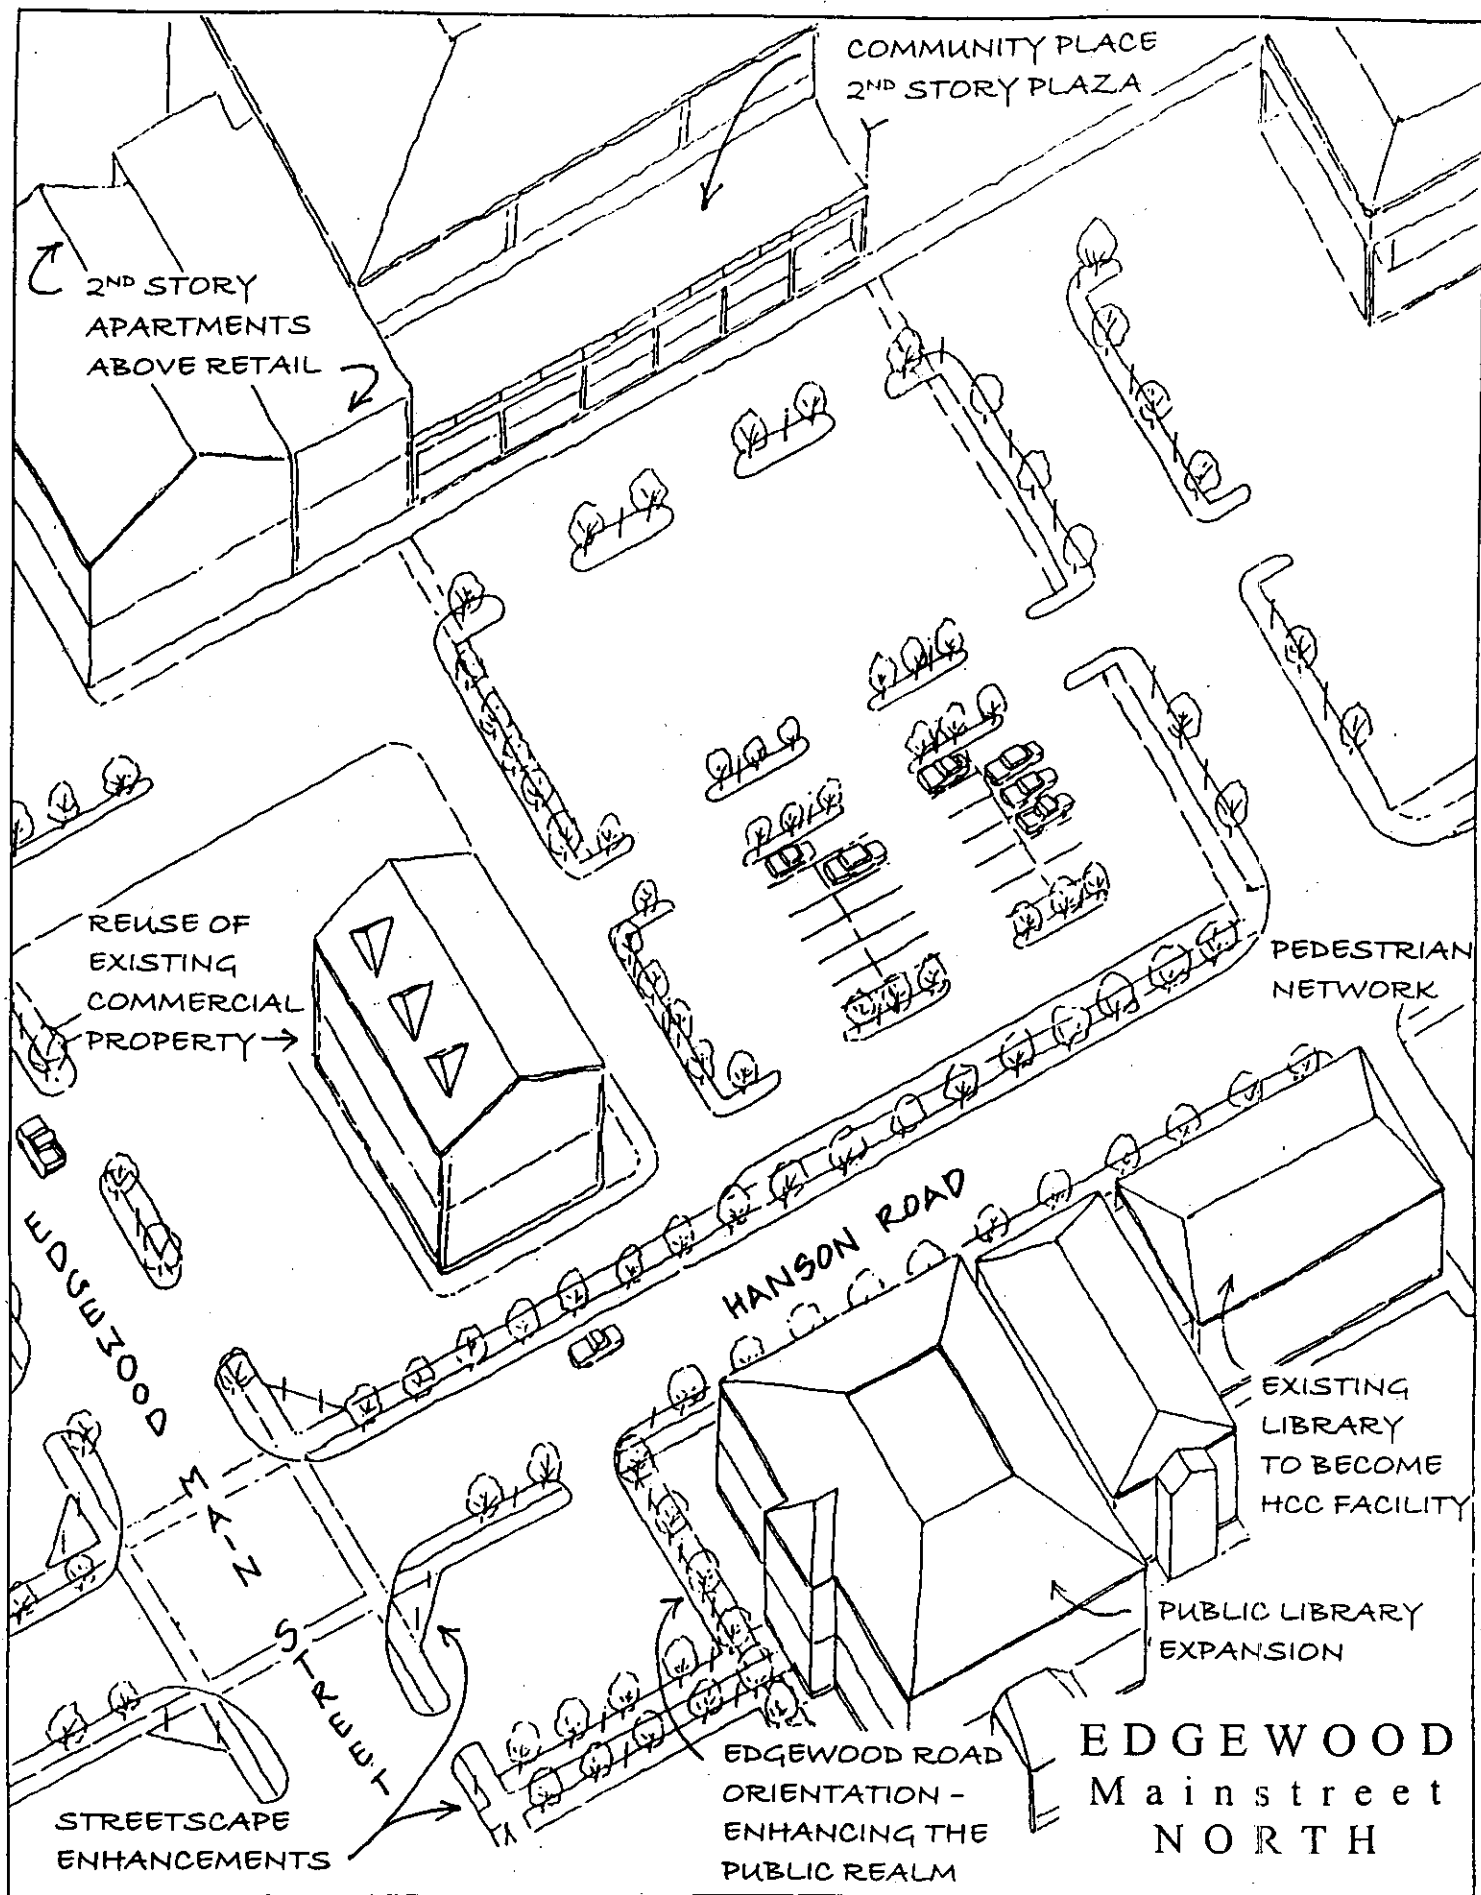 COMMUNITY PLACE
2ND STORY PLAZA
2ND STORY
APARTMENTS
ABOVE RETAIL
REUSE OF
EXISTING
COMMERCIAL
PROPERTY
PEDESTRIAN
NETWORK
HANSON ROAD
EDGEWOOD
MAIN
STREET
EXISTING
LIBRARY
TO BECOME
HCC FACILITY
PUBLIC LIBRARY
EXPANSION
EDGEWOOD ROAD
ORIENTATION -
ENHANCING THE
PUBLIC REALM
STREETSCAPE
ENHANCEMENTS
EDGEWOOD
Mainstreet
NORTH